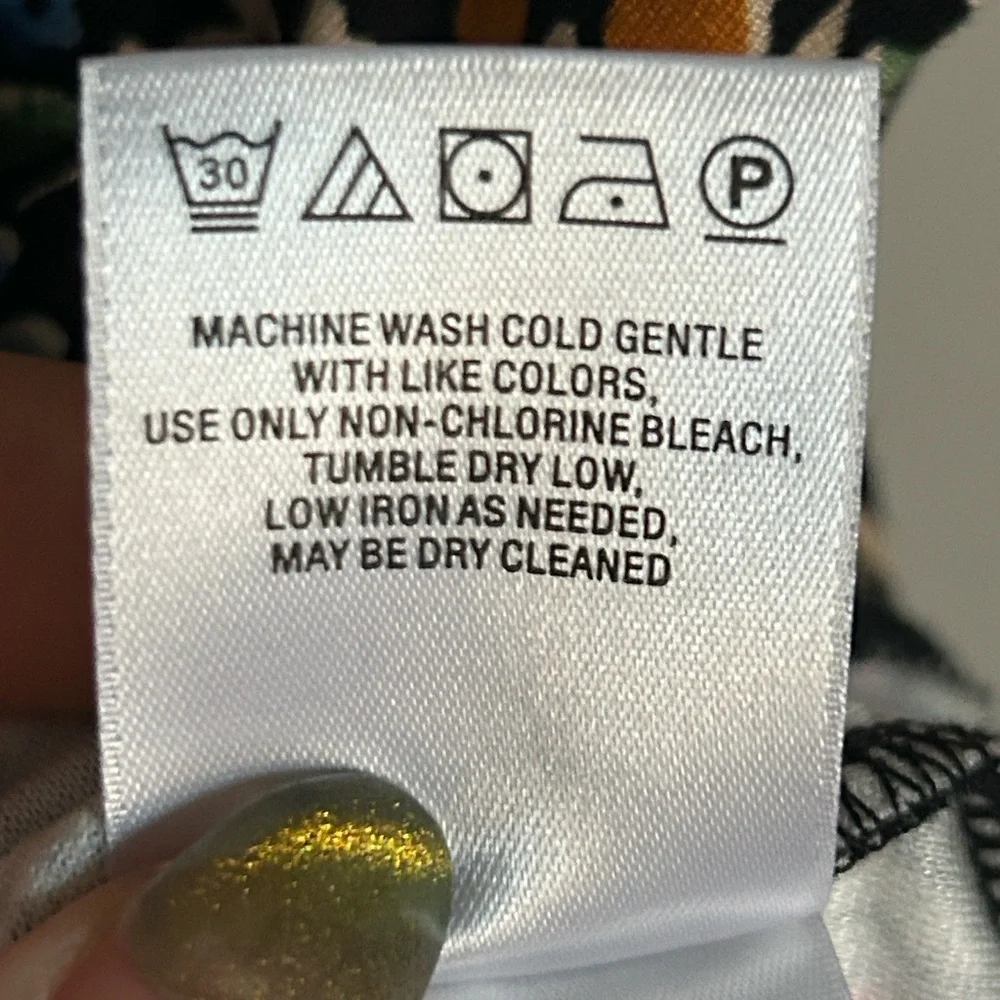 30 P
MACHINE WASH COLD GENTLE
WITH LIKE COLORS,
USE ONLY NON-CHLORINE BLEACH,
TUMBLE DRY LOW,
LOW IRON AS NEEDED,
MAY BE DRY CLEANED